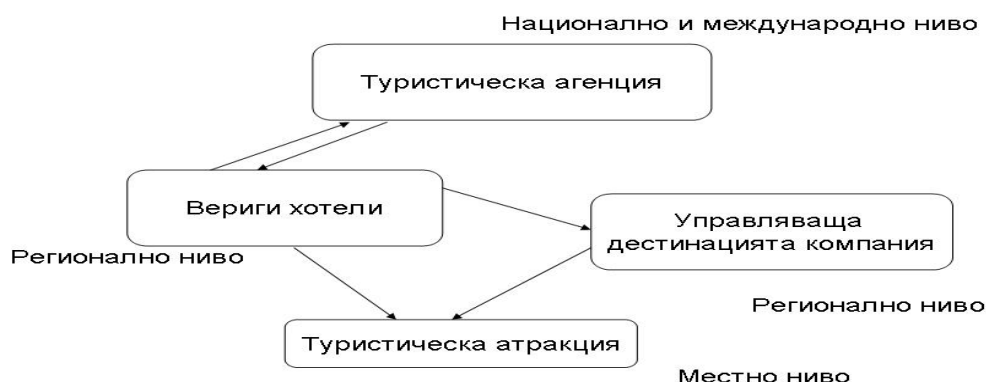 Национално и международно ниво
Туристическа агенция
Вериги хотели
Управляваща
дестинацията компания
Регионално ниво
Регионално ниво
Туристическа атракция
Местно ниво